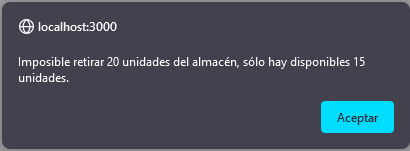 localhost:3000
Imposible retirar 20 unidades del almacén, sólo hay disponibles 15
unidades.
Aceptar